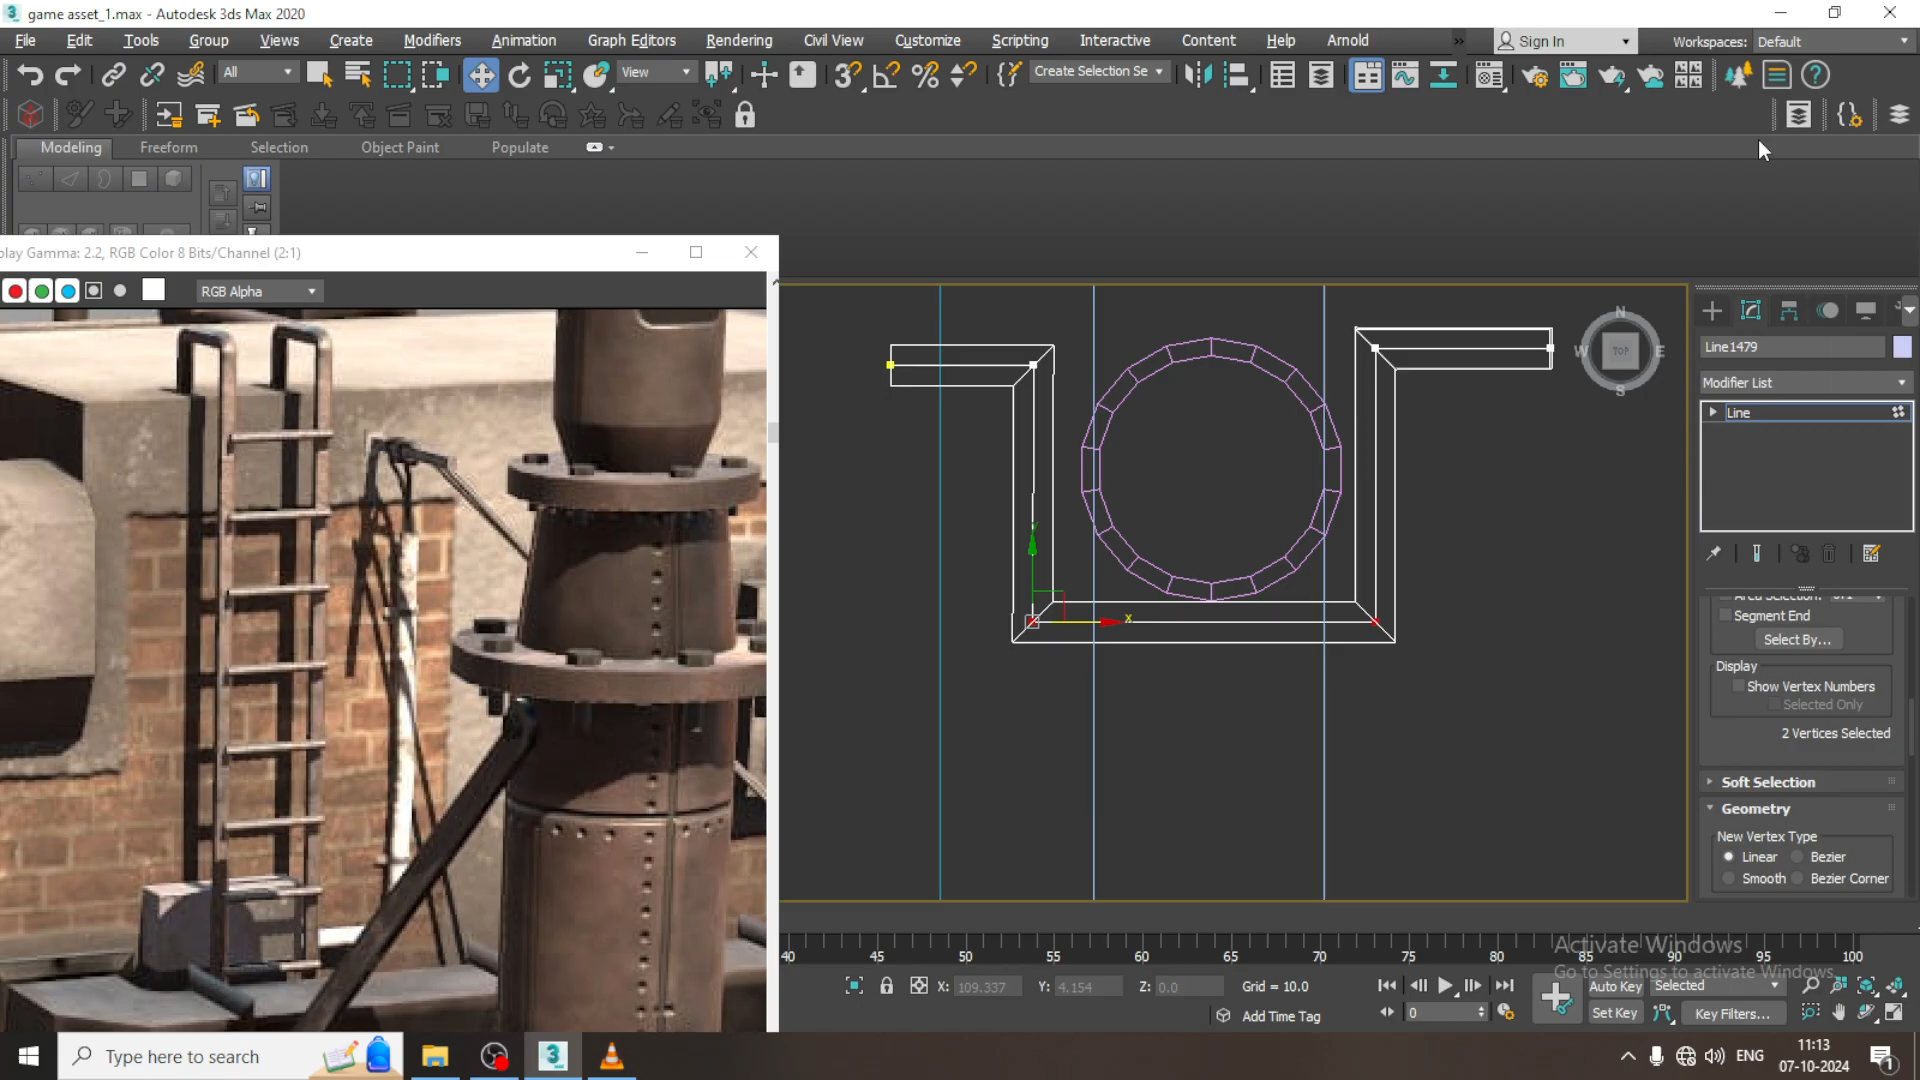 game asset_1.max - Autodesk 3ds Max 2020
File Edit Tools Group Views Create Modifiers Animation Graph Editors Rendering Civil View Customize Scripting Interactive Content Help Arnold
Sign In
Workspaces: Default
All
View
Create Selection Se
Modeling Freeform Selection Object Paint Populate
play Gamma: 2.2, RGB Color 8 Bits/Channel (2:1)
RGB Alpha
N
W TOP E
S
y
x
Line1479
Modifier List
Line
Segment End
Select By...
Display
Show Vertex Numbers
Selected Only
2 Vertices Selected
Soft Selection
Geometry
New Vertex Type
Linear Bezier
Smooth Bezier Corner
40 45 50 55 60 65 70 75 80 85 90 95 100
Activate Windows
Go to Settings to activate Windows.
X: 109.337 Y: 4.154 Z: 0.0 Grid = 10.0
Auto Key Selected
Add Time Tag
0
Set Key Key Filters...
Type here to search
ENG
11:13
07-10-2024
1